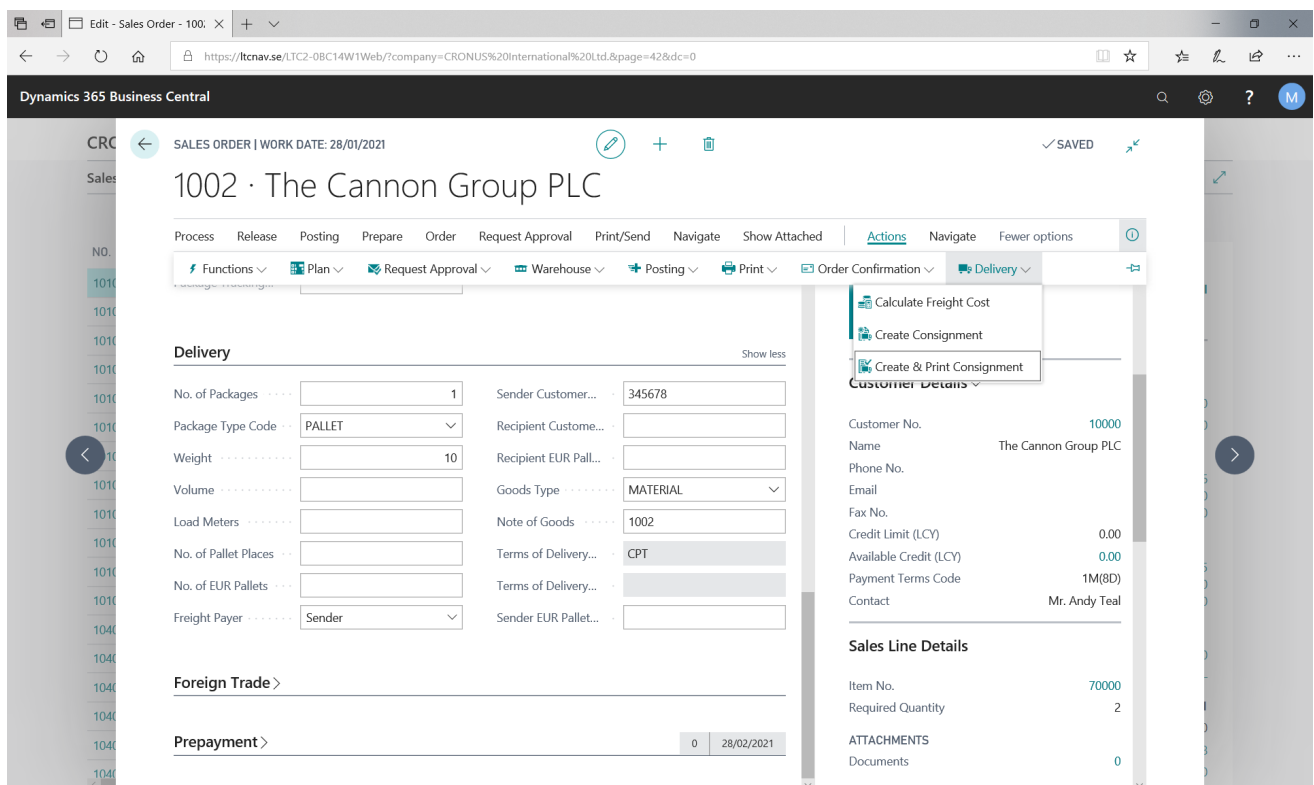 Edit - Sales Order - 100
https://ltcnav.se/LTC2-0BC14W1Web/?company=CRONUS%20International%20Ltd.&page=42&dc=0
Dynamics 365 Business Central
? M
CRO
SALES ORDER | WORK DATE: 28/01/2021
SAVED
Sales
1002 · The Cannon Group PLC
Process Release Posting Prepare Order Request Approval Print/Send Navigate Show Attached Actions Navigate Fewer options
NO.
Functions Plan Request Approval Warehouse Posting Print Order Confirmation Delivery
Package Tracking...
Calculate Freight Cost
Create Consignment
Create & Print Consignment
Delivery Show less
Customer Details
No. of Packages 1 Sender Customer... 345678
Package Type Code PALLET Recipient Custome...
Weight 10 Recipient EUR Pall...
Volume Goods Type MATERIAL
Load Meters Note of Goods 1002
No. of Pallet Places Terms of Delivery... CPT
No. of EUR Pallets Terms of Delivery...
Freight Payer Sender Sender EUR Pallet...
Customer No. 10000
Name The Cannon Group PLC
Phone No.
Email
Fax No.
Credit Limit (LCY) 0.00
Available Credit (LCY) 0.00
Payment Terms Code 1M(8D)
Contact Mr. Andy Teal
Sales Line Details
Foreign Trade
Item No. 70000
Required Quantity 2
Prepayment 0 28/02/2021
ATTACHMENTS
Documents 0